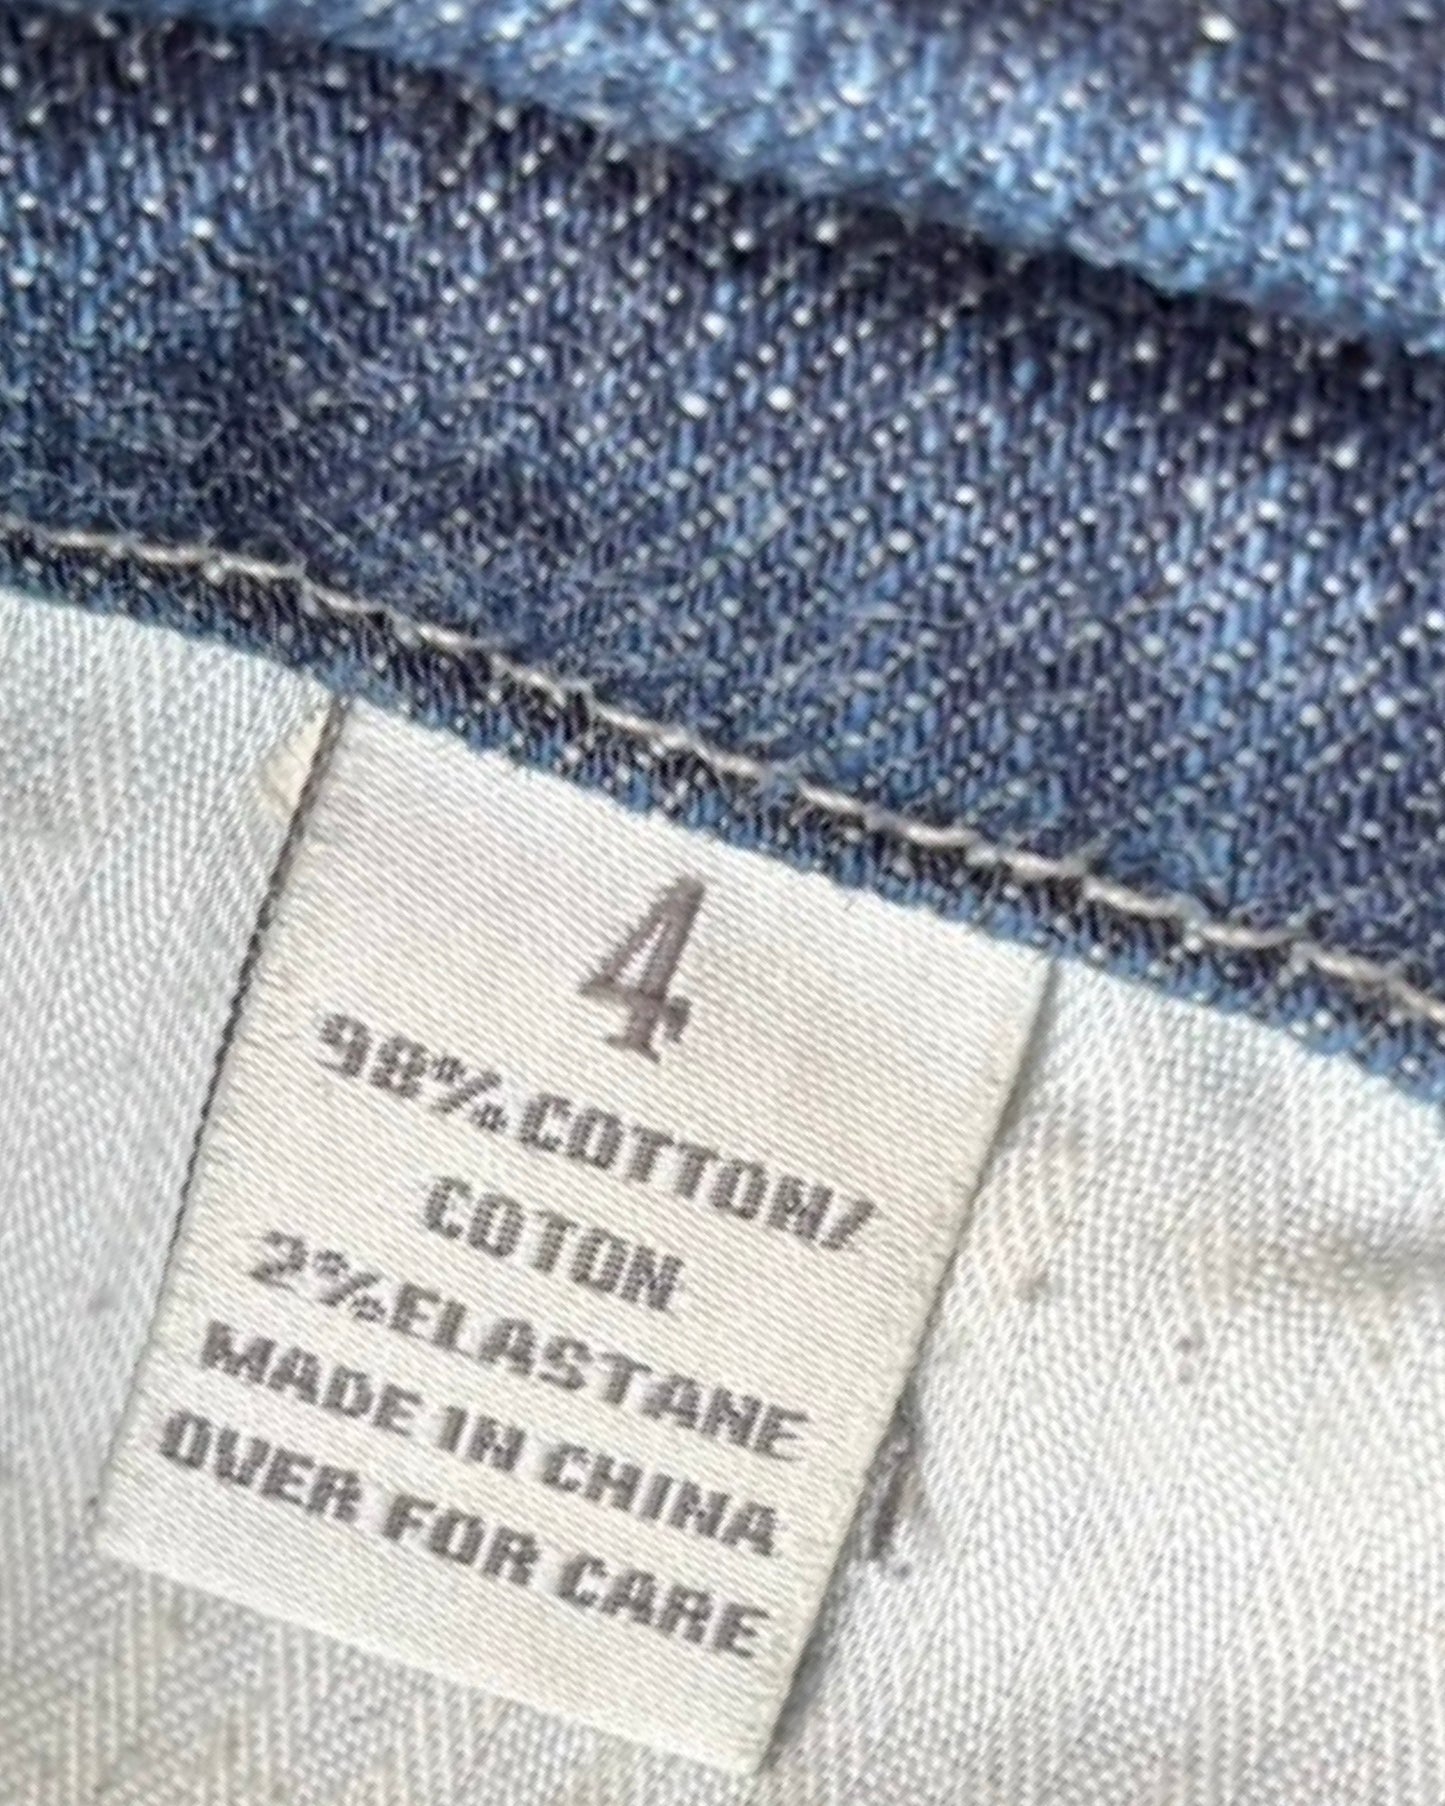 4
98% COTTON/
COTON
2% ELASTANE
MADE IN CHINA
OVER FOR CARE